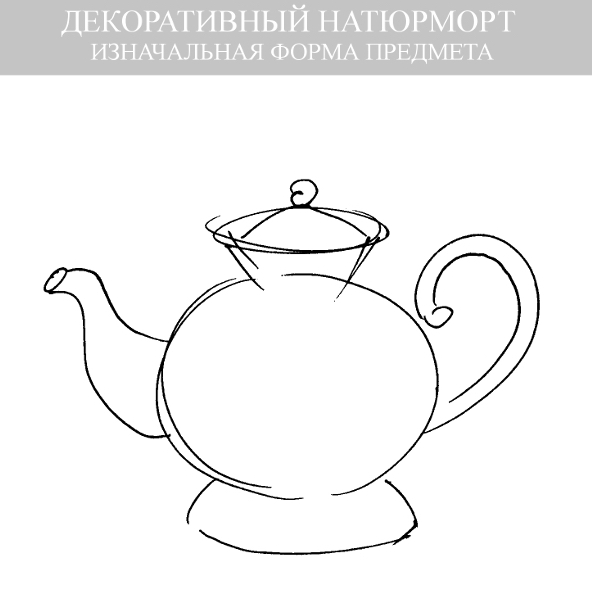 ДЕКОРАТИВНЫЙ НАТЮРМОРТ
ИЗНАЧАЛЬНАЯ ФОРМА ПРЕДМЕТА